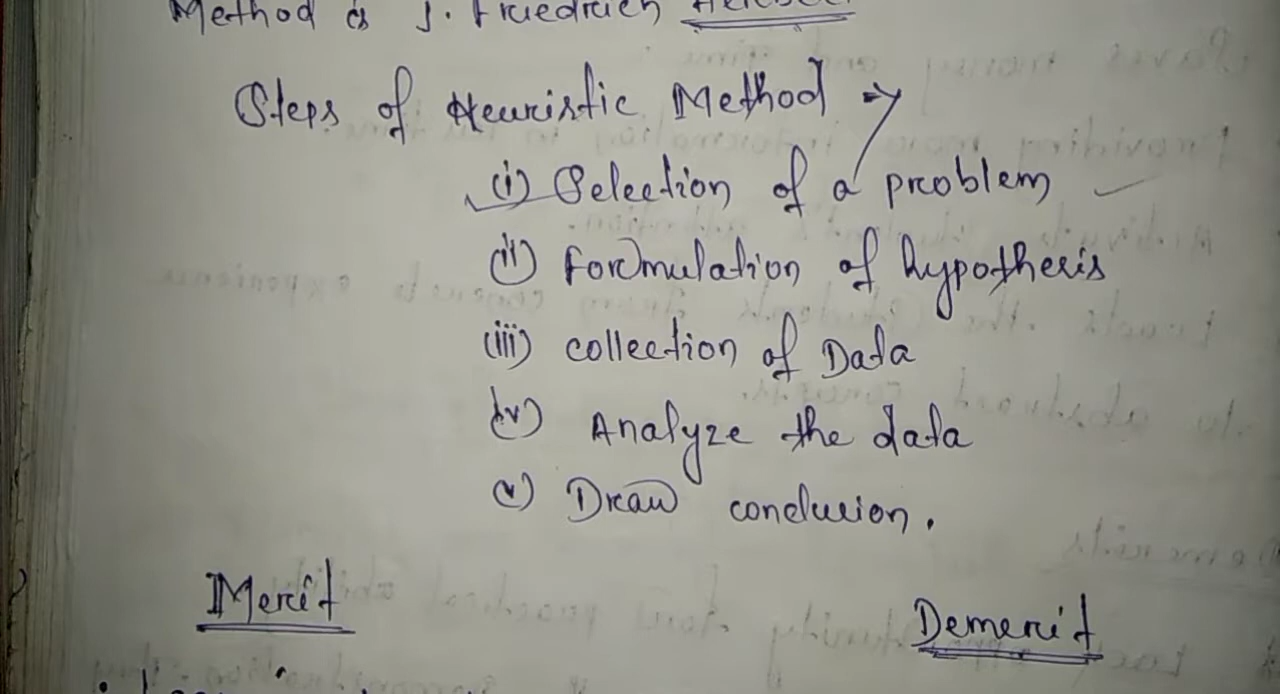 Method is J. Friedrich
Steps of Heuristic Method →
(i) Selection of a problem
(ii) Formulation of hypothesis
(iii) collection of Data
(iv) Analyze the data
(v) Draw conclusion.
Merit Demerit